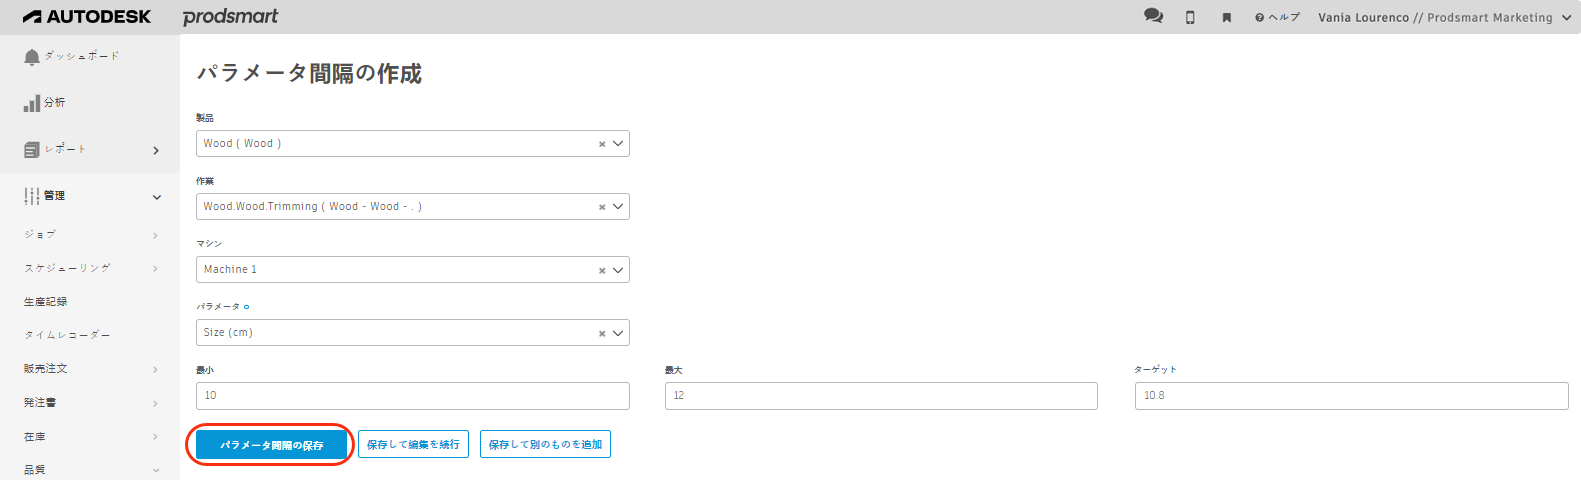 AUTODESK prodsmart ヘルプ Vania Lourenco // Prodsmart Marketing
ダッシュボード
分析
レポート
管理
ジョブ
スケジューリング
生産記録
タイムレコーダー
販売注文
発注書
在庫
品質
パラメータ間隔の作成
製品
Wood ( Wood )
作業
Wood.Wood.Trimming ( Wood - Wood - . )
マシン
Machine 1
パラメータ
Size (cm)
最小 最大 ターゲット
10 12 10.8
パラメータ間隔の保存 保存して編集を続行 保存して別のものを追加